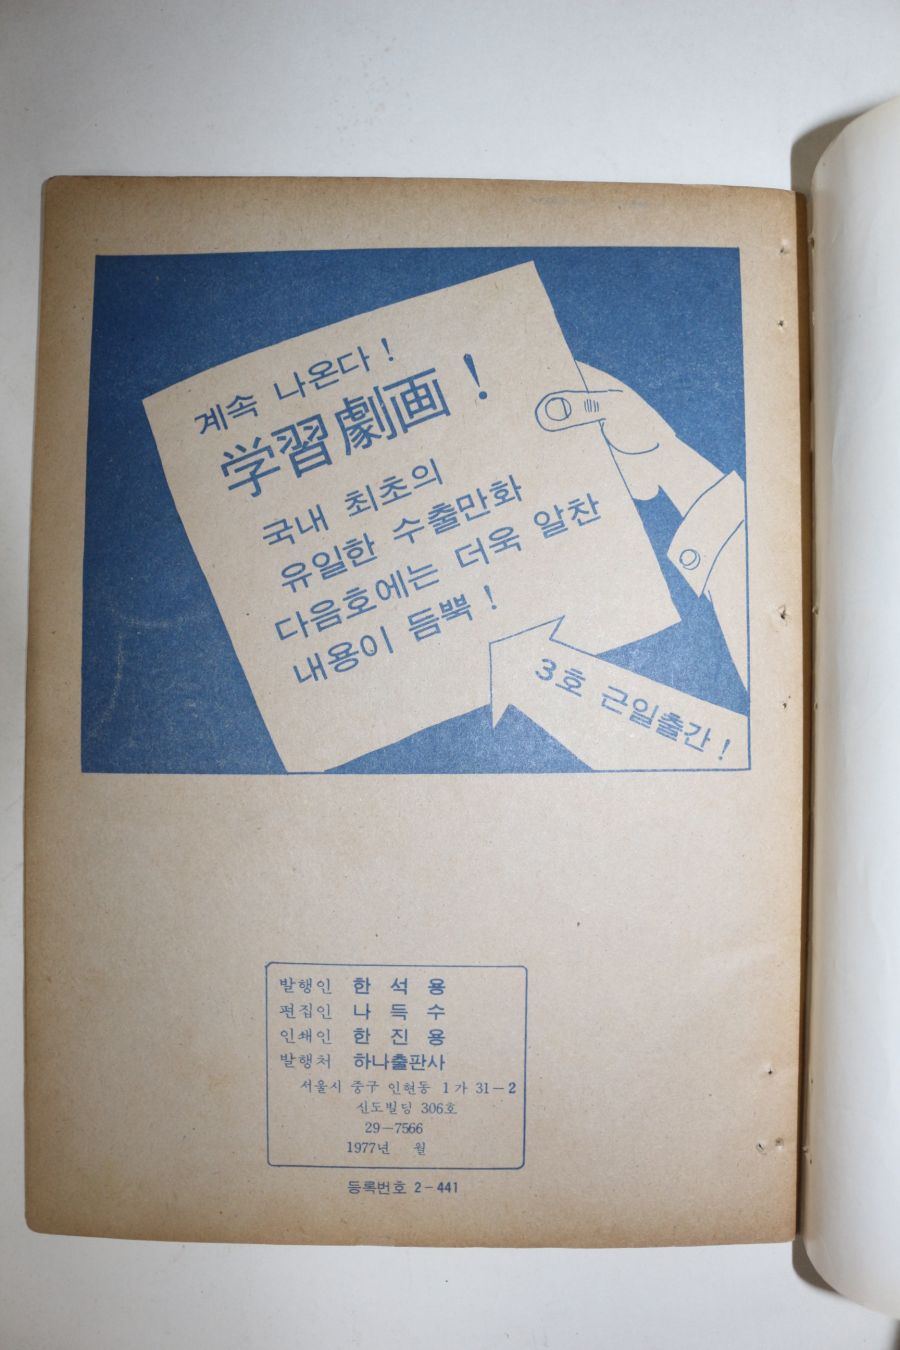 계속 나온다!
学習劇画!
국내 최초의
유일한 수출만화
다음호에는 더욱 알찬
내용이 듬뿍!
3호 근일출간!
발행인 한석용
편집인 나득수
인쇄인 한진용
발행처 하나출판사
서울시 중구 인현동 1가 31-2
신도빌딩 306호
29-7566
1977년 월
등록번호 2-441